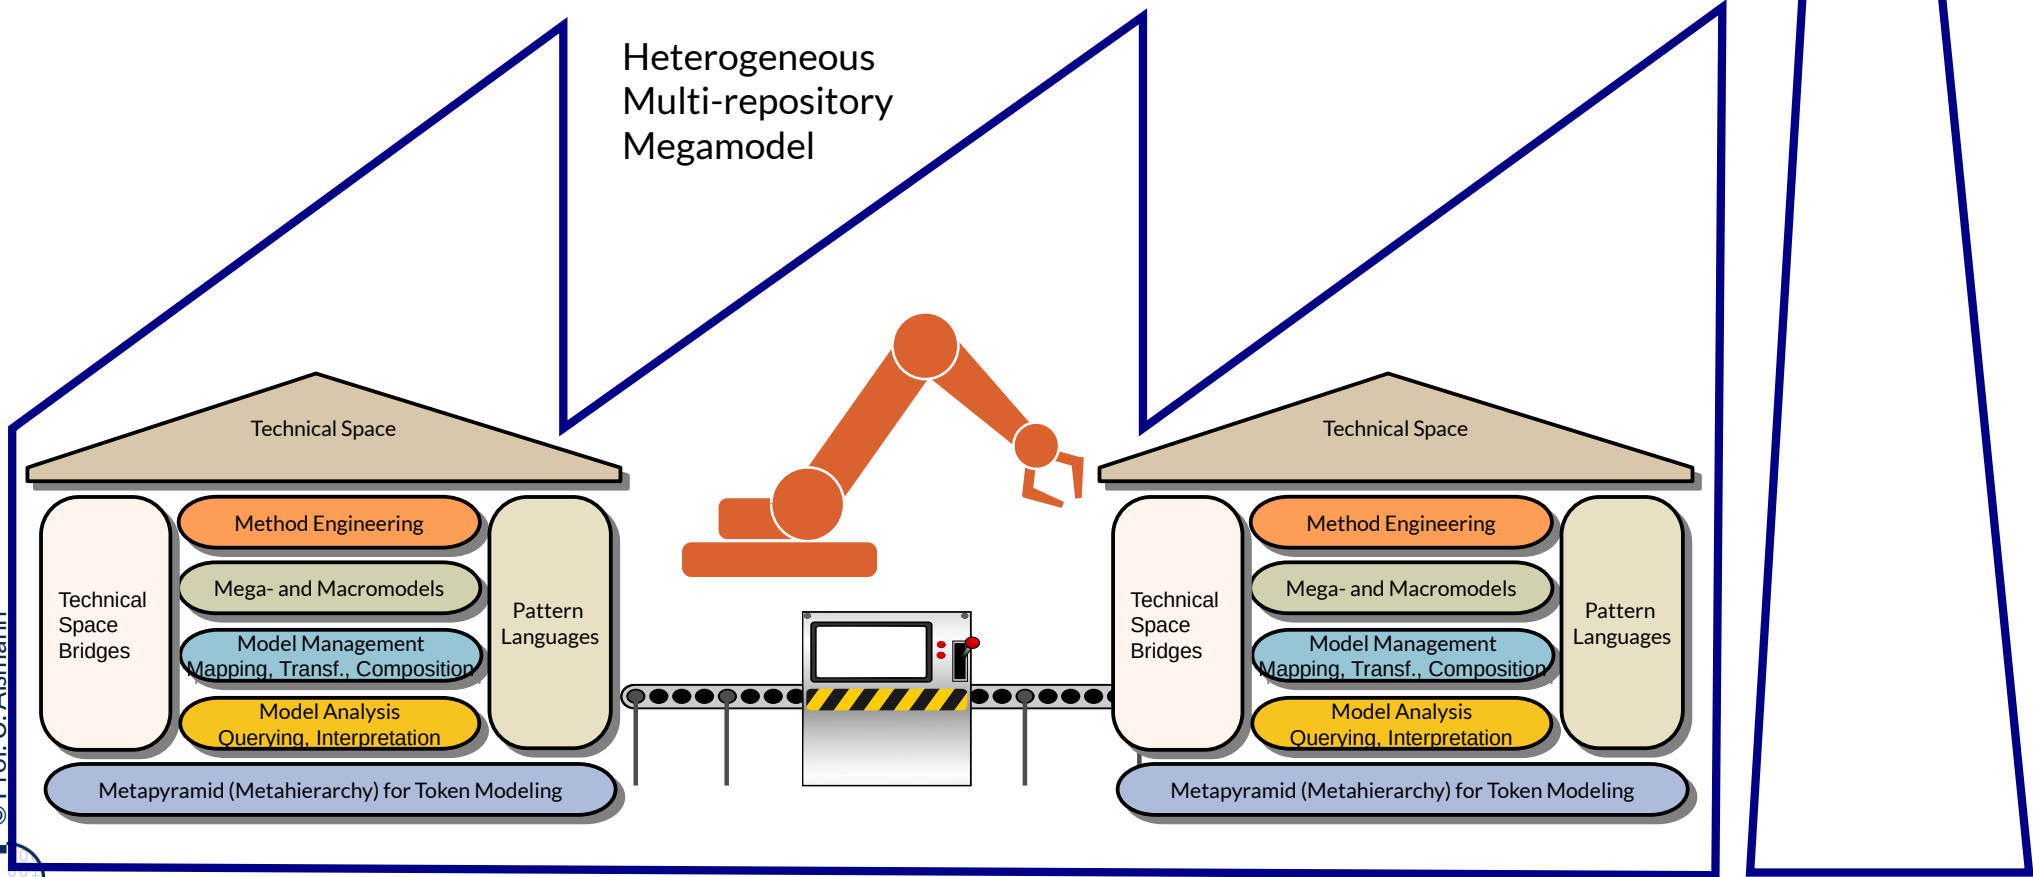 Heterogeneous
Multi-repository
Megamodel
Technical Space
Method Engineering
Mega- and Macromodels
Technical
Space
Bridges
Pattern
Languages
Model Management
Mapping, Transf., Composition
Model Analysis
Querying, Interpretation
Metapyramid (Metahierarchy) for Token Modeling
Technical Space
Method Engineering
Mega- and Macromodels
Technical
Space
Bridges
Pattern
Languages
Model Management
Mapping, Transf., Composition
Model Analysis
Querying, Interpretation
Metapyramid (Metahierarchy) for Token Modeling